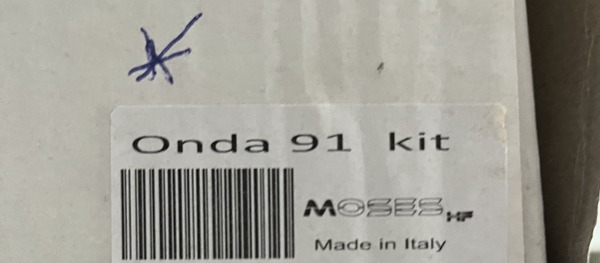 Onda 91 kit
MOSES HF
Made in Italy